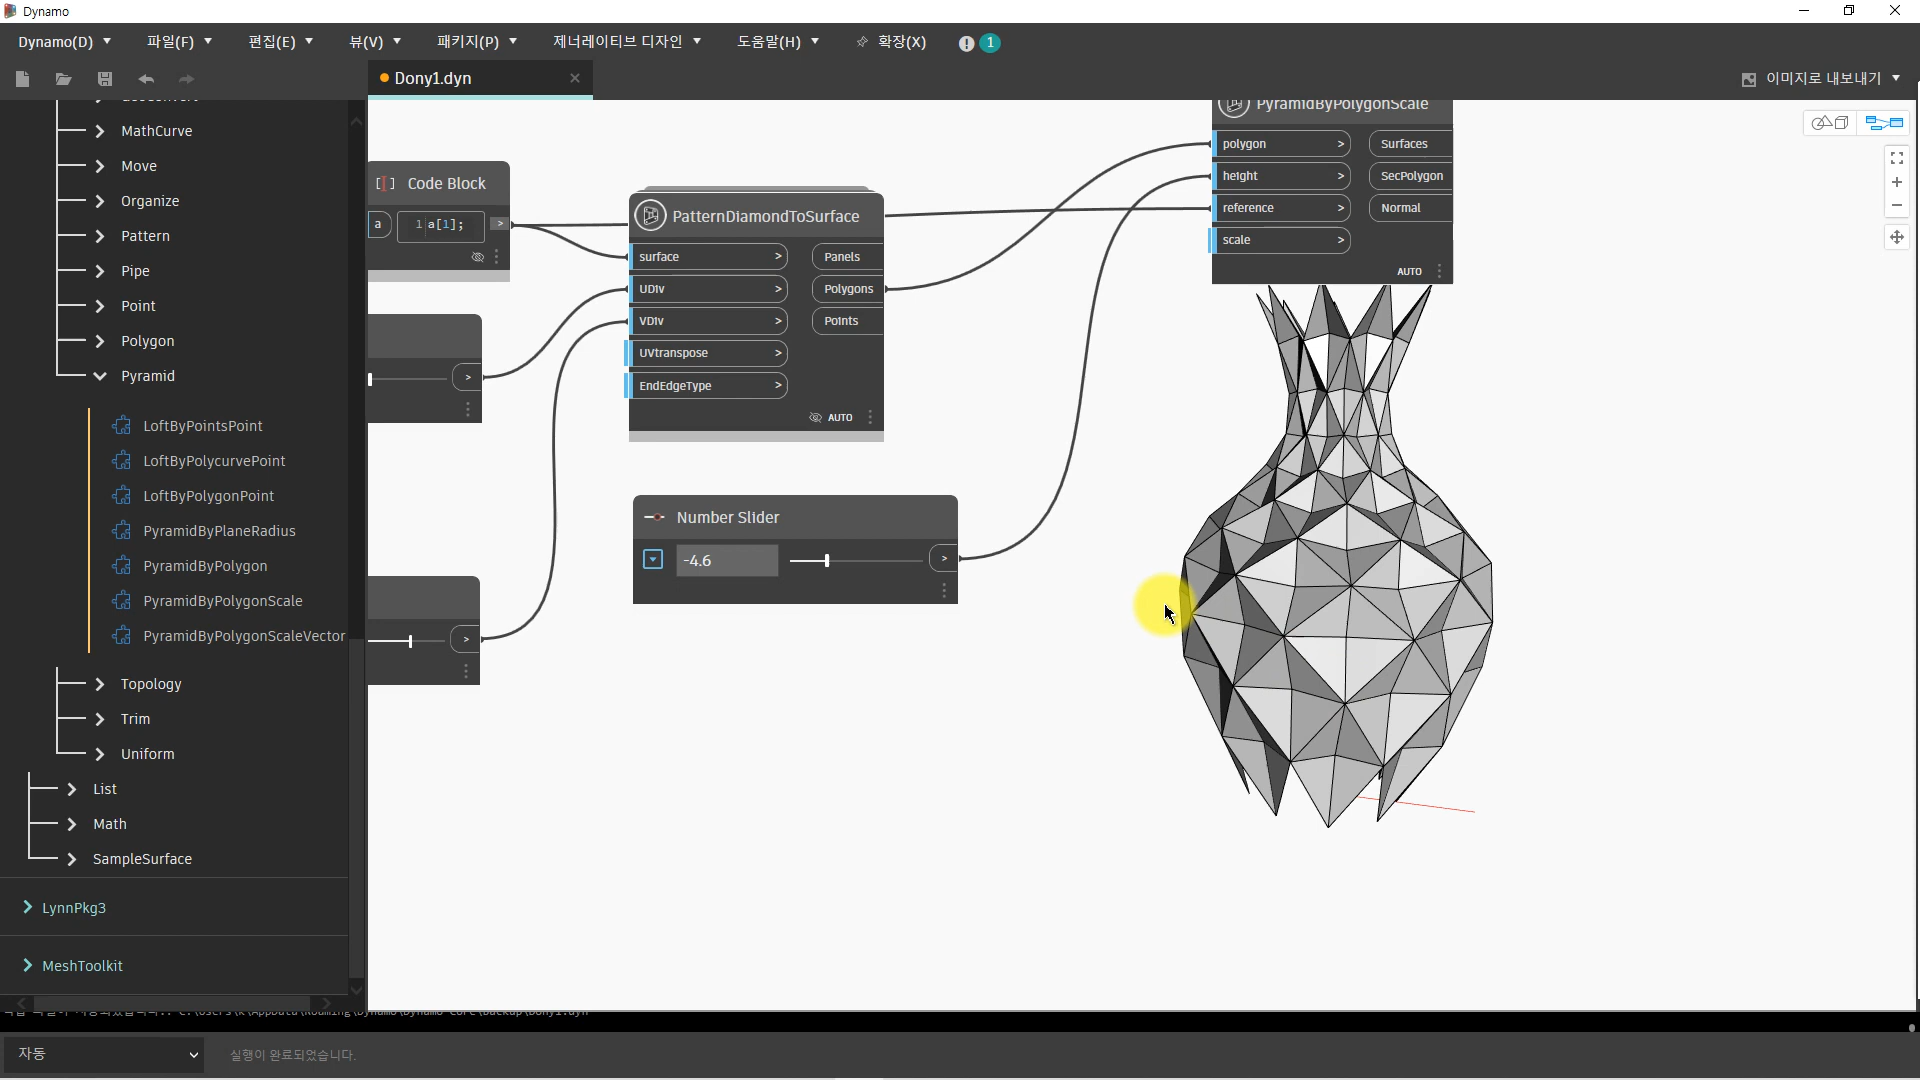 Dynamo
Dynamo(D)
파일(F)
편집(E)
뷰(V)
패키지(P)
제너레이티브 디자인
도움말(H)
확장(X)
1
Dony1.dyn
이미지로 내보내기
MathCurve
Move
Organize
Pattern
Pipe
Point
Polygon
Pyramid
LoftByPointsPoint
LoftByPolycurvePoint
LoftByPolygonPoint
PyramidByPlaneRadius
PyramidByPolygon
PyramidByPolygonScale
PyramidByPolygonScaleVector
Topology
Trim
Uniform
List
Math
SampleSurface
LynnPkg3
MeshToolkit
Code Block
a
1 a[1];
>
>
>
PatternDiamondToSurface
surface > Panels
UDiv > Polygons
VDiv > Points
UVtranspose >
EndEdgeType >
AUTO
Number Slider
-4.6 >
PyramidByPolygonScale
polygon > Surfaces
height > SecPolygon
reference > Normal
scale >
AUTO
자동
실행이 완료되었습니다.